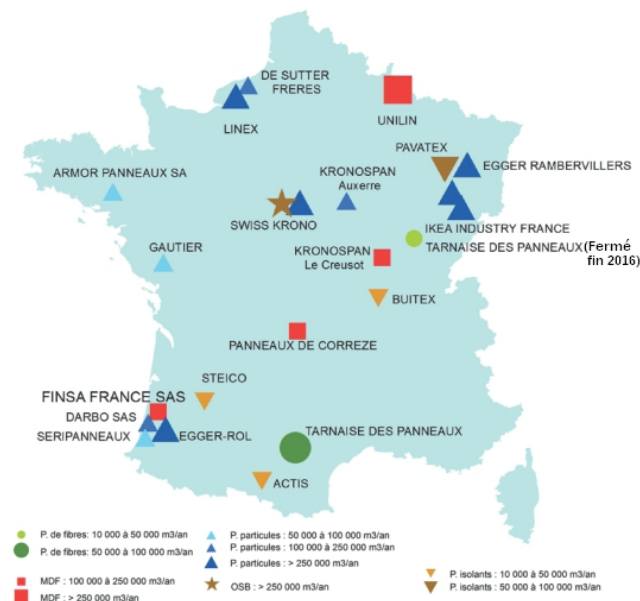 DE SUTTER
FRERES
LINEX
UNILIN
PAVATEX
EGGER RAMBERVILLERS
ARMOR PANNEAUX SA
KRONOSPAN
Auxerre
SWISS KRONO
IKEA INDUSTRY FRANCE
TARNAISE DES PANNEAUX
(Fermé
fin 2016)
GAUTIER
KRONOSPAN
Le Creusot
BUITEX
PANNEAUX DE CORREZE
STEICO
FINSA FRANCE SAS
DARBO SAS
SERIPANNEAUX
EGGER-ROL
TARNAISE DES PANNEAUX
ACTIS
P. de fibres: 10 000 à 50 000 m3/an
P. de fibres: 50 000 à 100 000 m3/an
MDF : 100 000 à 250 000 m3/an
MDF : > 250 000 m3/an
P. particules : 50 000 à 100 000 m3/an
P. particules : 100 000 à 250 000 m3/an
P. particules : > 250 000 m3/an
OSB : > 250 000 m3/an
P. isolants : 10 000 à 50 000 m3/an
P. isolants : 50 000 à 100 000 m3/an